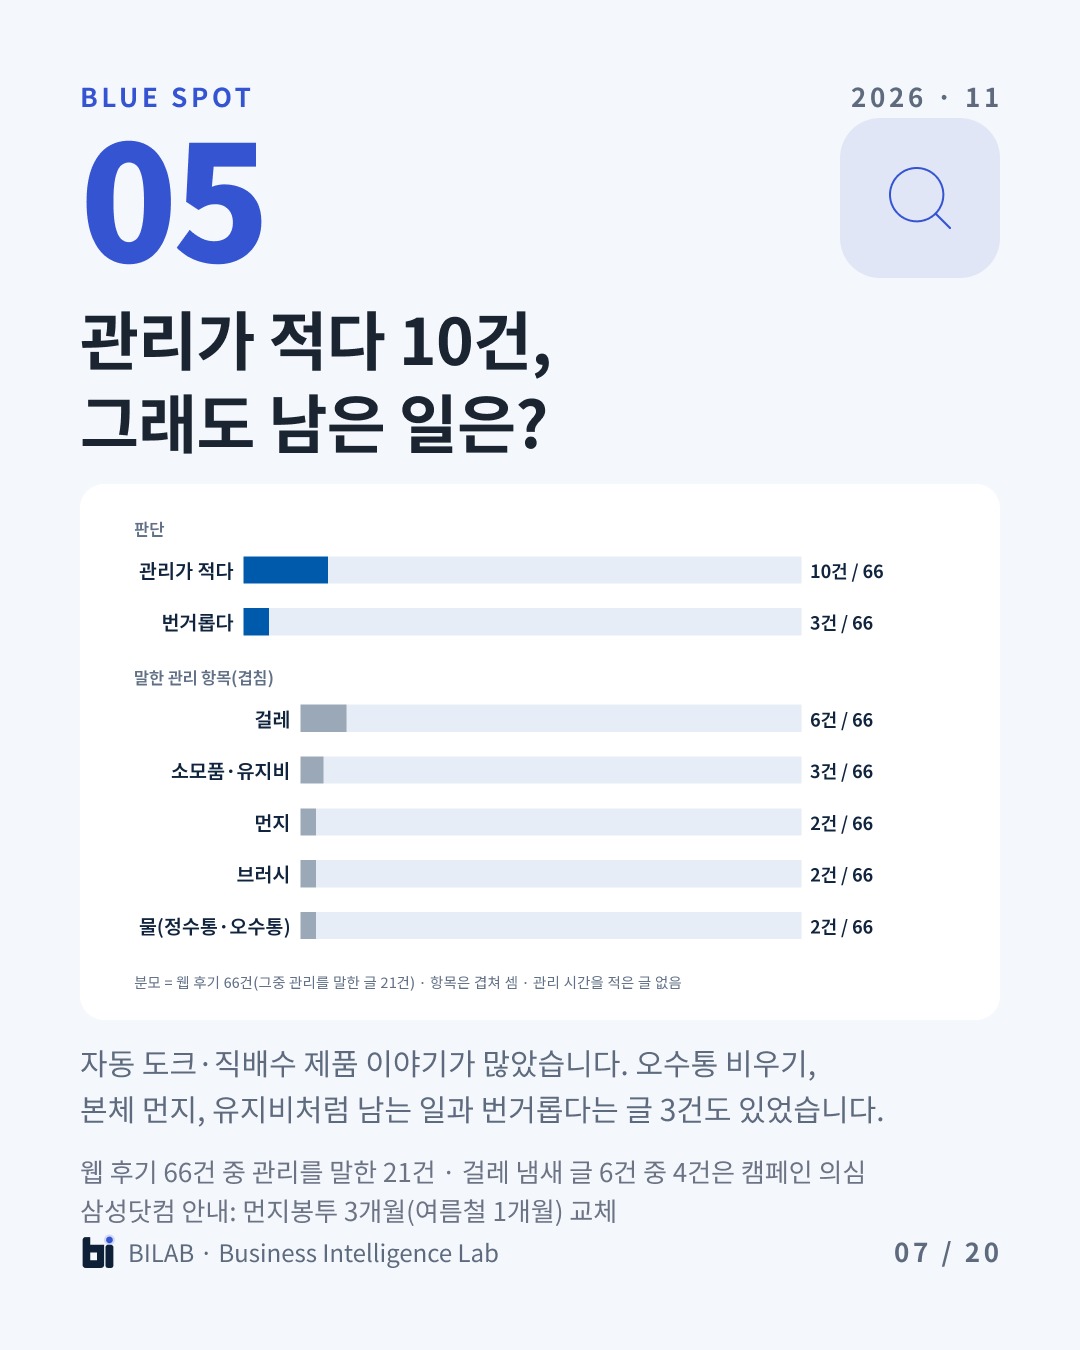 BLUE SPOT
2026 · 11
05
관리가 적다 10건,
그래도 남은 일은?
판단
관리가 적다 10건 / 66
번거롭다 3건 / 66
말한 관리 항목(겹침)
걸레 6건 / 66
소모품·유지비 3건 / 66
먼지 2건 / 66
브러시 2건 / 66
물(정수통·오수통) 2건 / 66
분모 = 웹 후기 66건(그중 관리를 말한 글 21건) · 항목은 겹쳐 셈 · 관리 시간을 적은 글 없음
자동 도크·직배수 제품 이야기가 많았습니다. 오수통 비우기,
본체 먼지, 유지비처럼 남는 일과 번거롭다는 글 3건도 있었습니다.
웹 후기 66건 중 관리를 말한 21건 · 걸레 냄새 글 6건 중 4건은 캠페인 의심
삼성닷컴 안내: 먼지봉투 3개월(여름철 1개월) 교체
bi BILAB · Business Intelligence Lab
07 / 20